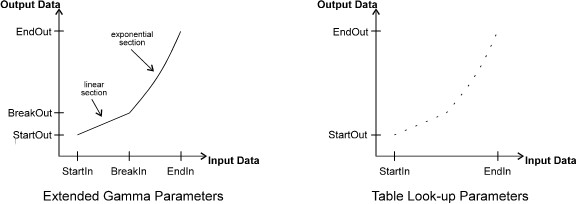 Output Data
EndOut
exponential
section
linear
section
BreakOut
StartOut
StartIn
BreakIn
EndIn
Input Data
Extended Gamma Parameters
Output Data
EndOut
StartOut
StartIn
EndIn
Input Data
Table Look-up Parameters